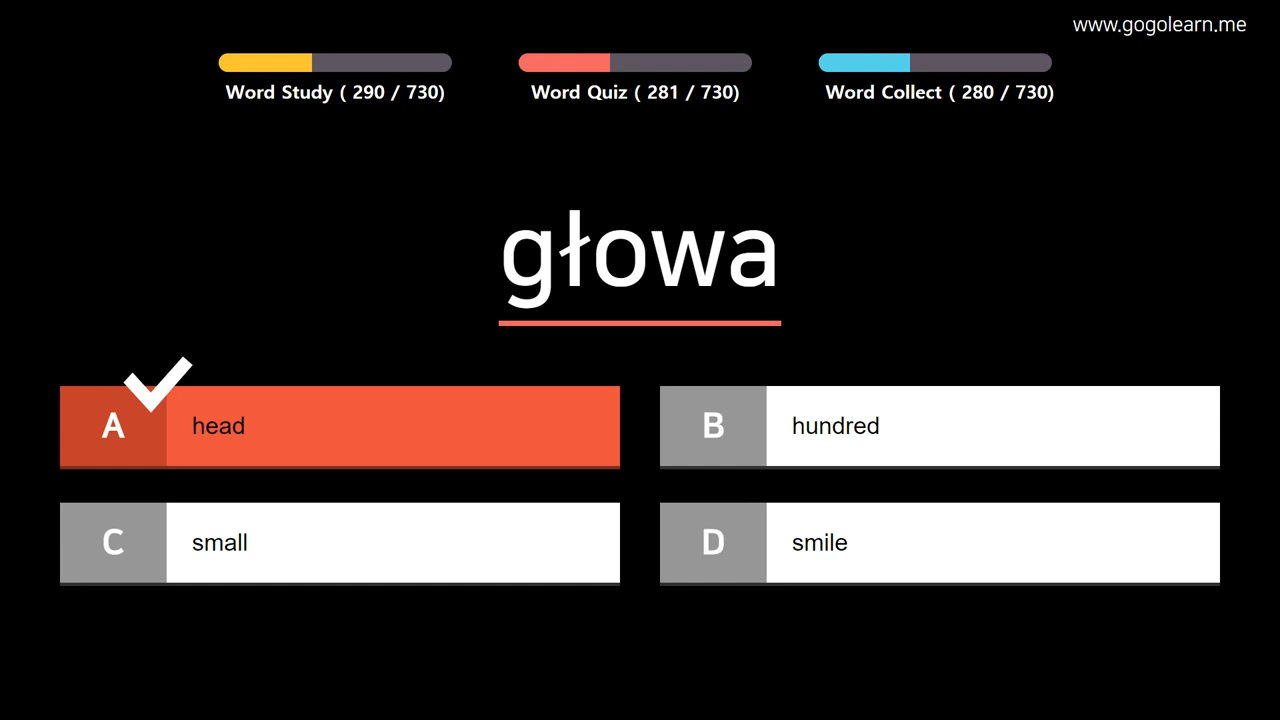 www.gogolearn.me
Word Study ( 290 / 730)
Word Quiz ( 281 / 730)
Word Collect ( 280 / 730)
głowa
A head
B hundred
C small
D smile